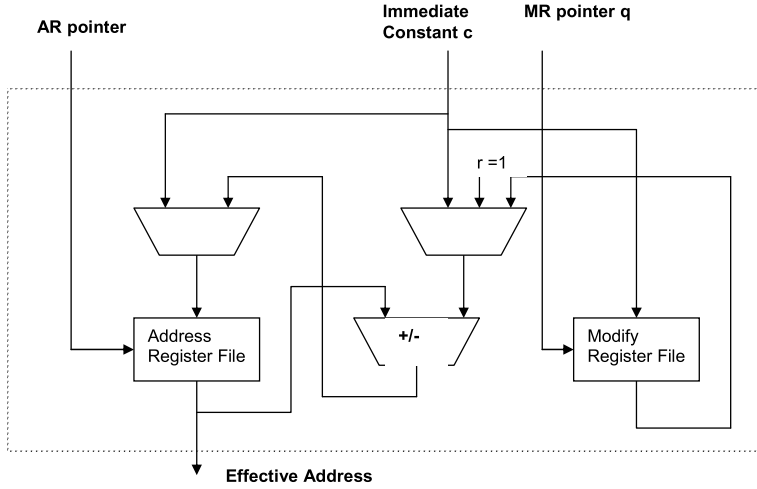 AR pointer
Immediate
Constant c
MR pointer q
r =1
Address
Register File
+/-
Modify
Register File
Effective Address